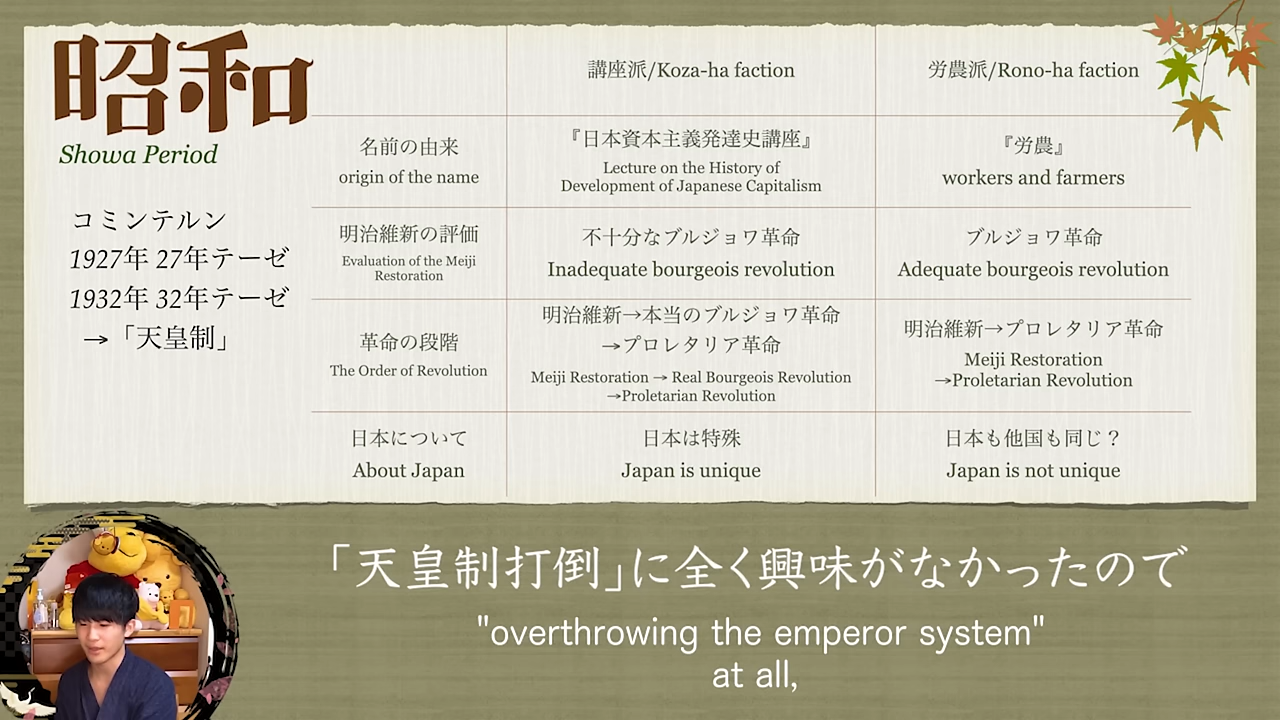 昭和
Showa Period
コミンテルン
1927年 27年テーゼ
1932年 32年テーゼ
→「天皇制」
講座派/Koza-ha faction
労農派/Rono-ha faction
名前の由来
origin of the name
『日本資本主義発達史講座』
Lecture on the History of
Development of Japanese Capitalism
『労農』
workers and farmers
明治維新の評価
Evaluation of the Meiji
Restoration
不十分なブルジョワ革命
Inadequate bourgeois revolution
ブルジョワ革命
Adequate bourgeois revolution
革命の段階
The Order of Revolution
明治維新→本当のブルジョワ革命
→プロレタリア革命
Meiji Restoration → Real Bourgeois Revolution
→Proletarian Revolution
明治維新→プロレタリア革命
Meiji Restoration
→Proletarian Revolution
日本について
About Japan
日本は特殊
Japan is unique
日本も他国も同じ？
Japan is not unique
「天皇制打倒」に全く興味がなかったので
"overthrowing the emperor system"
at all,